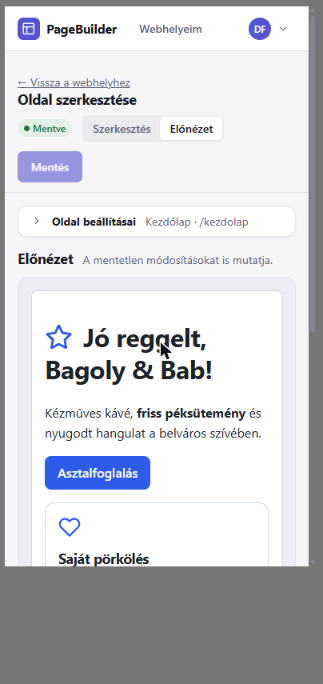 PageBuilder
Webhelyeim
DF
← Vissza a webhelyhez
Oldal szerkesztése
Mentve
Szerkesztés
Előnézet
Mentés
Oldal beállításai Kezdőlap · /kezdolap
Előnézet A mentetlen módosításokat is mutatja.
Jó reggelt,
Bagoly & Bab!
Kézműves kávé, friss péksütemény és
nyugodt hangulat a belváros szívében.
Asztalfoglalás
Saját pörkölés